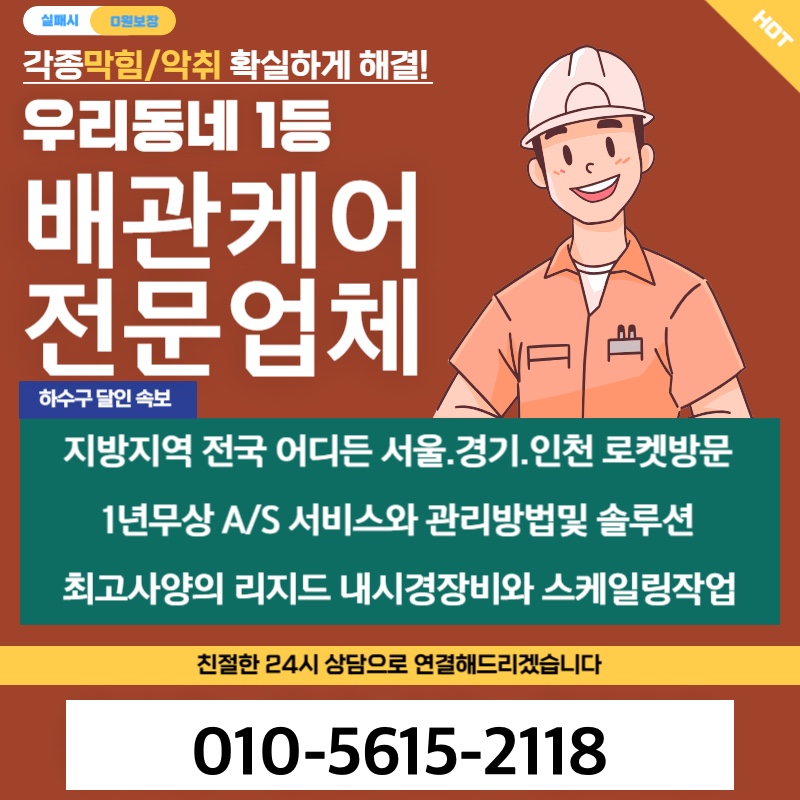 실패시 0원보장
HOT
각종막힘/악취 확실하게 해결!
우리동네 1등
배관케어
전문업체
하수구 달인 속보
지방지역 전국 어디든 서울.경기.인천 로켓방문
1년무상 A/S 서비스와 관리방법및 솔루션
최고사양의 리지드 내시경장비와 스케일링작업
친절한 24시 상담으로 연결해드리겠습니다
010-5615-2118